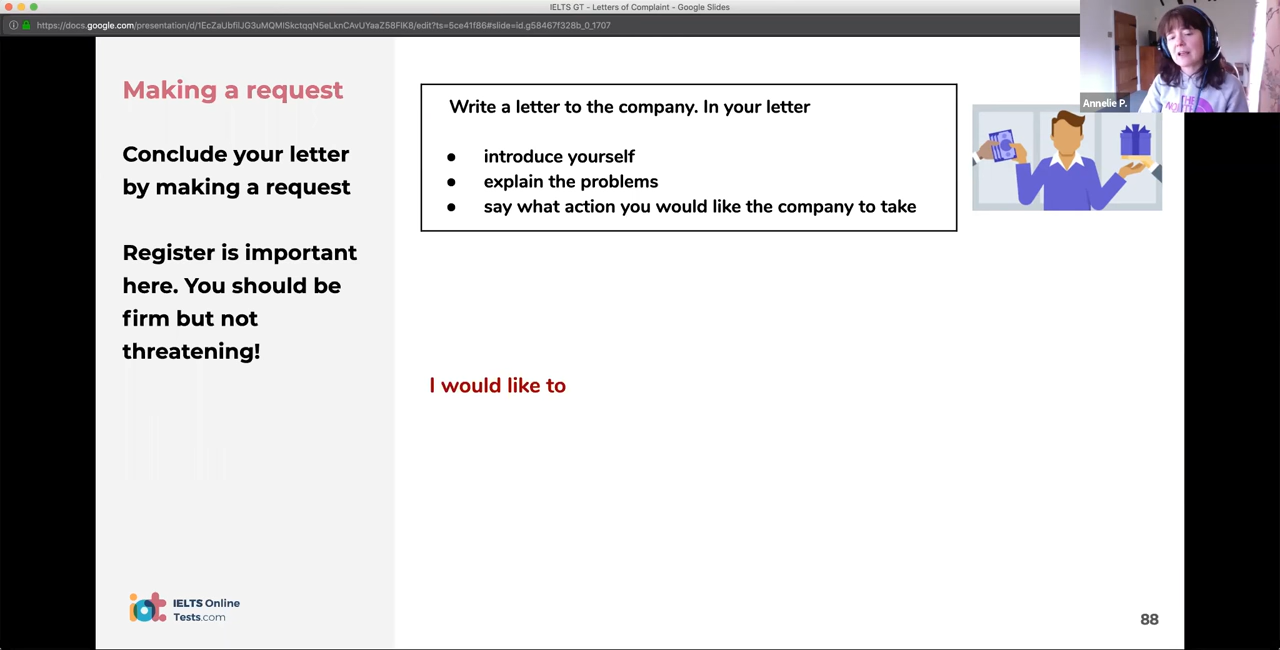 IELTS GT - Letters of Complaint - Google Slides
Making a request
Conclude your letter
by making a request
Register is important
here. You should be
firm but not
threatening!
Write a letter to the company. In your letter
● introduce yourself
● explain the problems
● say what action you would like the company to take
I would like to
Annelie P.
THE
iot IELTS Online
Tests.com
88